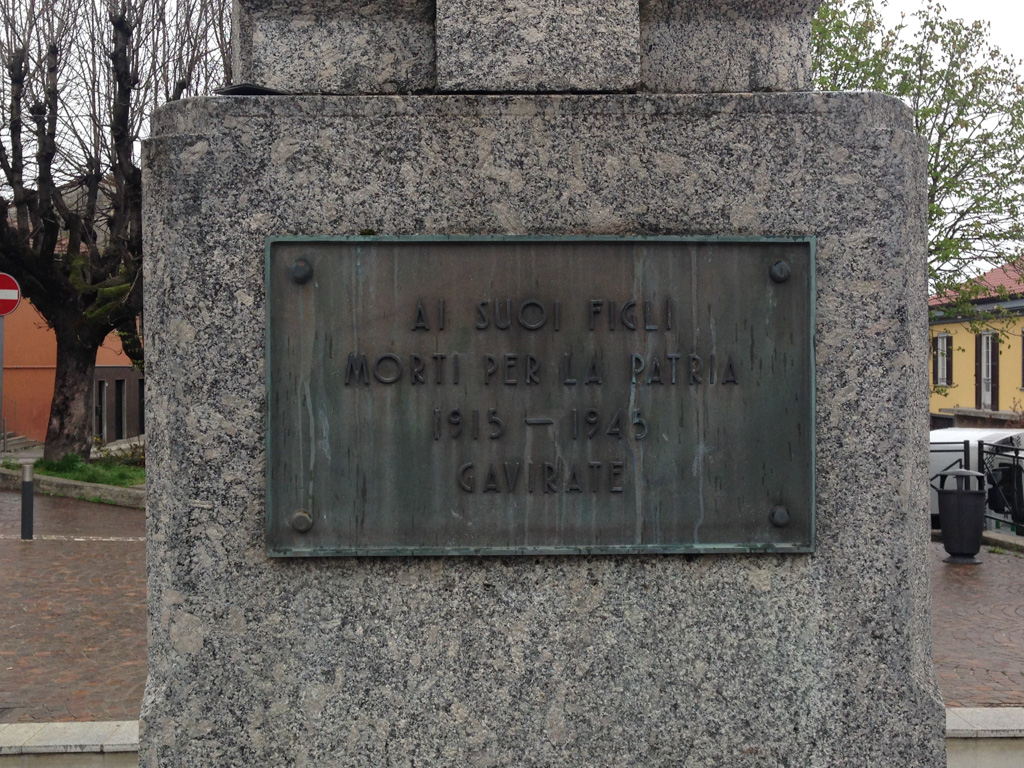 AI SUOI FIGLI
MORTI PER LA PATRIA
1915 — 1945
GAVIRATE